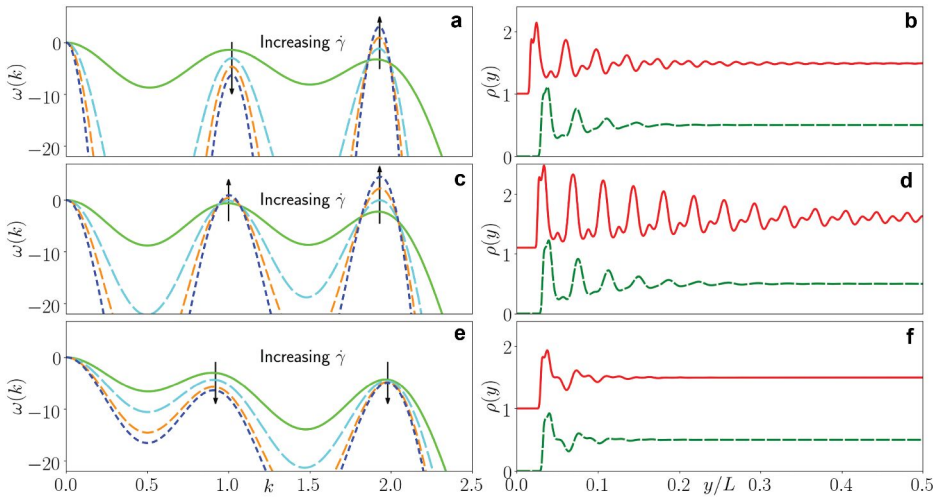 a
ω(k)
0
−10
−20
Increasing γ̇
b
ρ(y)
2
1
0
c
ω(k)
0
−10
−20
Increasing γ̇
d
ρ(y)
2
1
0
e
ω(k)
0
−10
−20
Increasing γ̇
0.0 0.5 1.0 1.5 2.0 2.5
k
f
ρ(y)
2
1
0
0.0 0.1 0.2 0.3 0.4 0.5
y/L